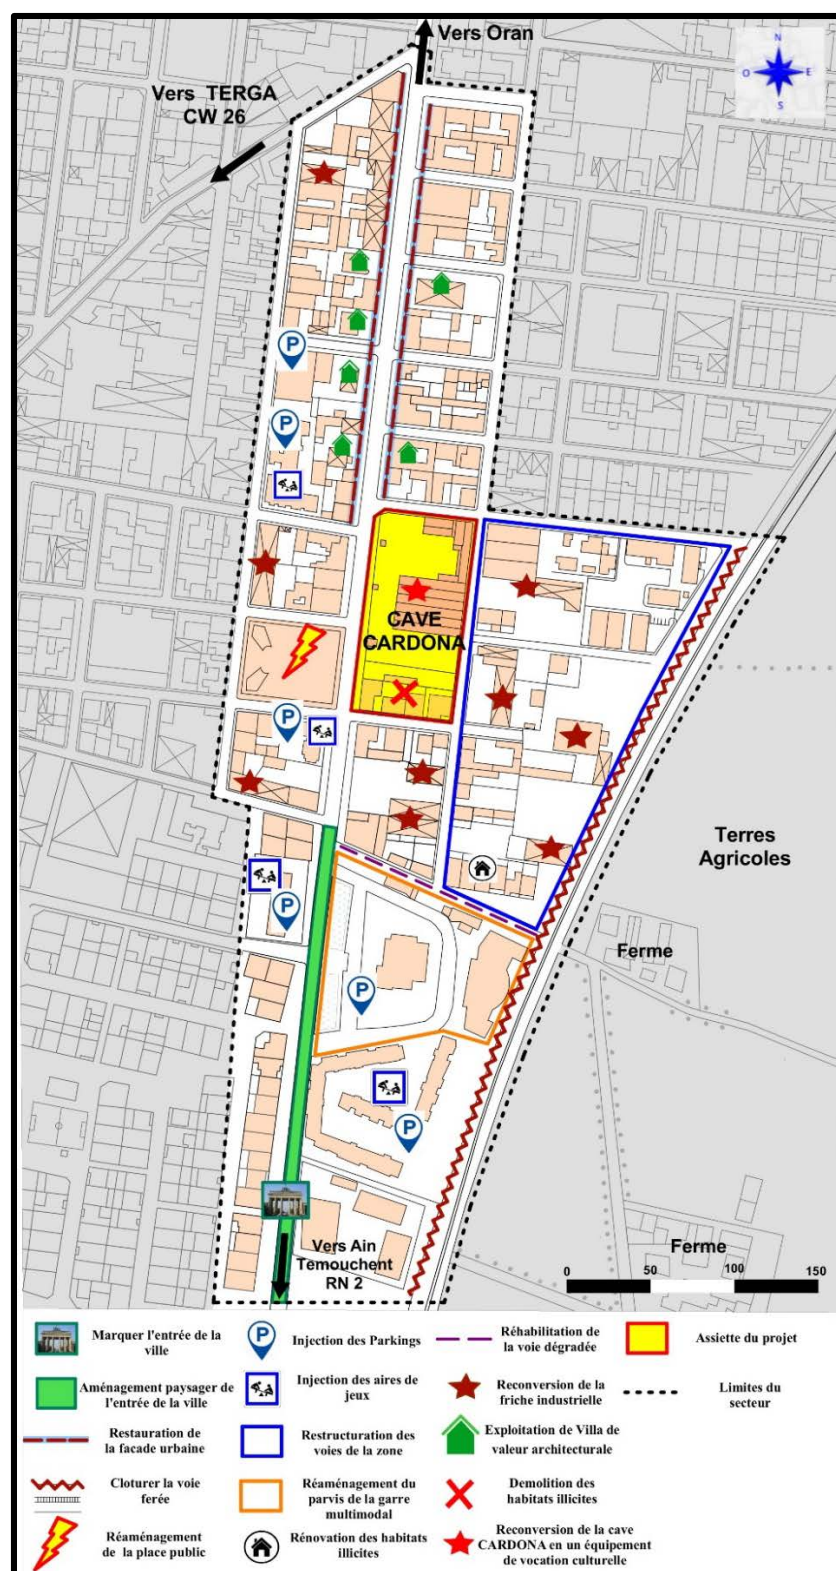 Vers Oran
Vers TERGA
CW 26
N
O
E
S
P
P
CAVE
CARDONA
P
Terres
Agricoles
P
Ferme
P
P
Vers Ain
Temouchent
RN 2
Ferme
0
50
100
150
Marquer l'entrée de la
ville
P
Injection des Parkings
Réhabilitation de
la voie dégradée
Assiette du projet
Aménagement paysager de
l'entrée de la ville
Injection des aires de
jeux
Reconversion de la
friche industrielle
Limites du
secteur
Restauration de
la facade urbaine
Restructuration des
voies de la zone
Exploitation de Villa de
valeur architecturale
Cloturer la voie
ferée
Réaménagement du
parvis de la garre
multimodal
Demolition des
habitats illicites
Réaménagement
de la place public
Rénovation des habitats
illicites
Reconversion de la cave
CARDONA en un équipement
de vocation culturelle